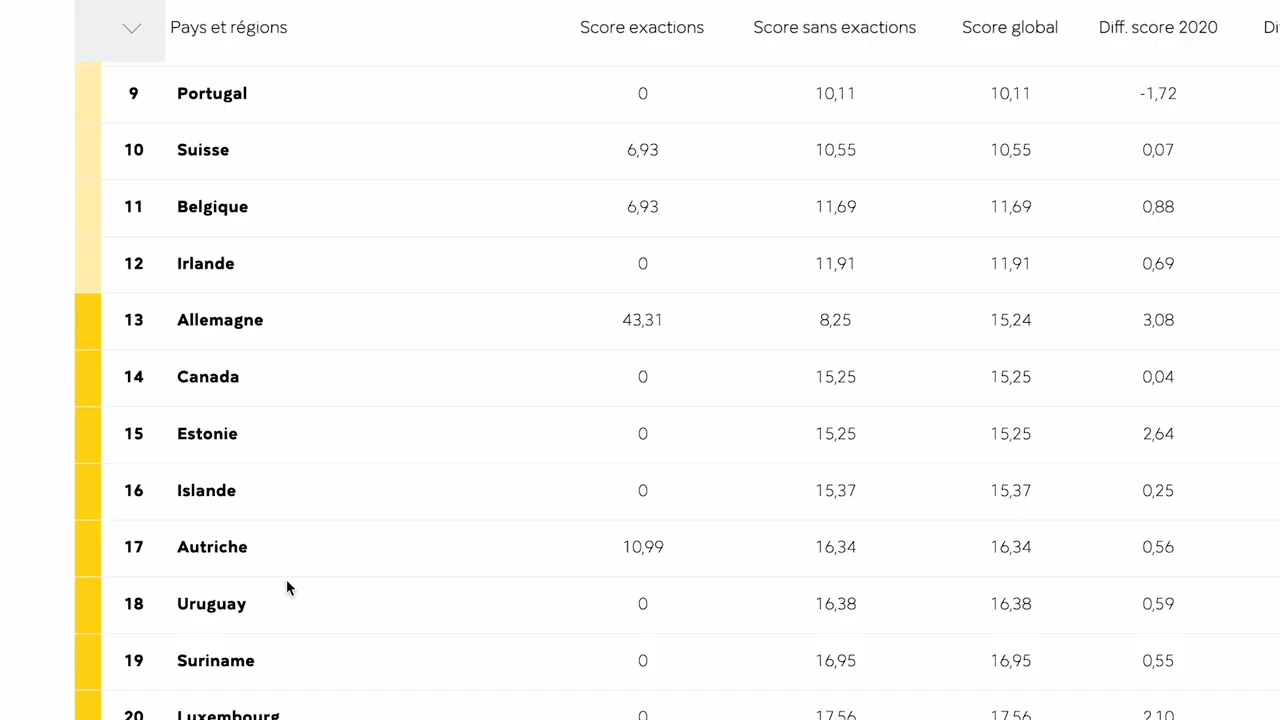 Pays et régions Score exactions Score sans exactions Score global Diff. score 2020
9 Portugal 0 10,11 10,11 -1,72
10 Suisse 6,93 10,55 10,55 0,07
11 Belgique 6,93 11,69 11,69 0,88
12 Irlande 0 11,91 11,91 0,69
13 Allemagne 43,31 8,25 15,24 3,08
14 Canada 0 15,25 15,25 0,04
15 Estonie 0 15,25 15,25 2,64
16 Islande 0 15,37 15,37 0,25
17 Autriche 10,99 16,34 16,34 0,56
18 Uruguay 0 16,38 16,38 0,59
19 Suriname 0 16,95 16,95 0,55
20 Luxembourg 0 17,56 17,56 2,10